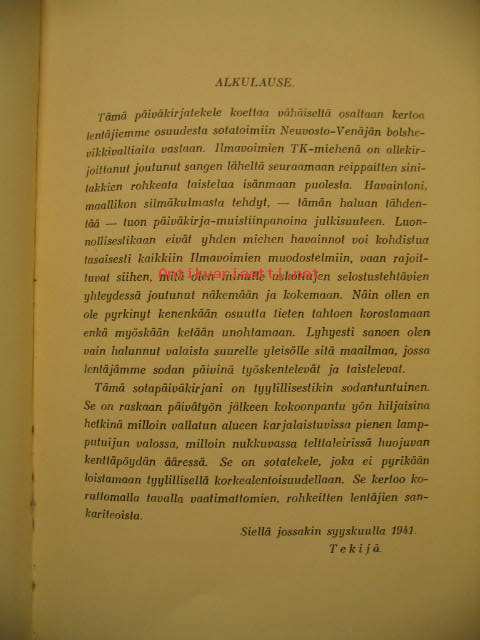 ALKULAUSE.
Tämä päiväkirjatekele koettaa vähäiseltä osaltaan kertoa
lentäjiemme osuudesta sotatoimiin Neuvosto-Venäjän bolshe-
vikkivaltiaita vastaan. Ilmavoimien TK-miehenä on allekir-
joittanut joutunut sangen läheltä seuraamaan reippaitten sini-
takkien rohkeata taistelua isänmaan puolesta. Havaintoni,
maallikon silmäkulmasta tehdyt, — tämän haluan tähden-
tää — tuon päiväkirja-muistiinpanoina julkisuuteen. Luon-
nollisestikaan eivät yhden miehen havainnot voi kohdistua
tasaisesti kaikkiin Ilmavoimien muodostelmiin, vaan rajoit-
tuvat siihen, mitä olen minulle uskottujen selostustehtävien
Antikvariaatti.net
yhteydessä joutunut näkemään ja kokemaan. Näin ollen en
ole pyrkinyt kenenkään osuutta tieten tahtoen korostamaan
enkä myöskään ketään unohtamaan. Lyhyesti sanoen olen
vain halunnut valaista suurelle yleisölle sitä maailmaa, jossa
lentäjämme sodan päivinä työskentelevät ja taistelevat.
Tämä sotapäiväkirjani on tyylillisestikin sodantuntuinen.
Se on raskaan päivätyön jälkeen kokoonpantu yön hiljaisina
hetkinä milloin vallatun alueen karjalaistuvissa pienen lamp-
putuijun valossa, milloin nukkuvassa telttaleirissä huojuvan
kenttäpöydän ääressä. Se on sotatekele, joka ei pyrikään
loistamaan tyylillisellä korkealentoisuudellaan. Se kertoo ko-
ruttomalla tavalla vaatimattomien, rohkeitten lentäjien san-
kariteoista.
Siellä jossakin syyskuulla 1941.
Tekijä.